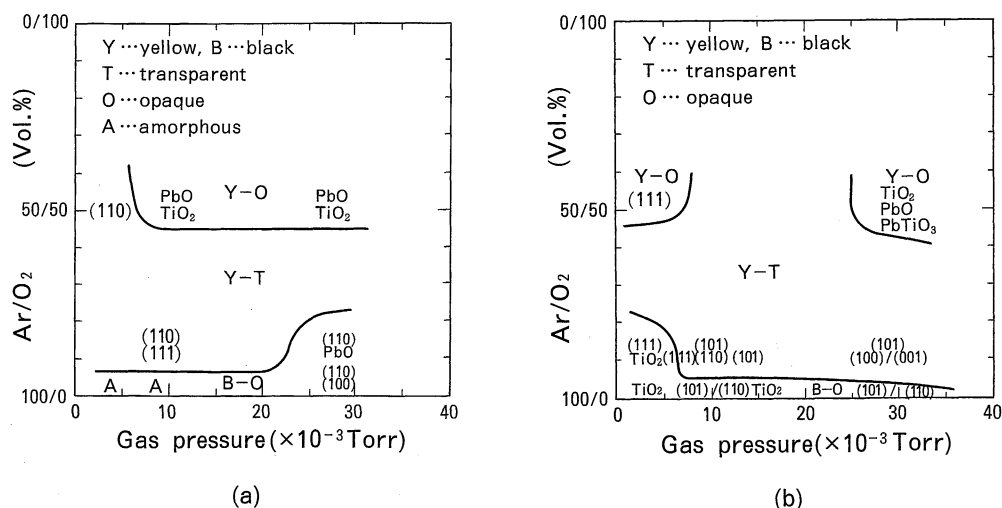 0/100
(Vol.%)
50/50
Ar/O₂
100/0
Y···yellow, B···black
T···transparent
O···opaque
A···amorphous
(110)
PbO
TiO₂
Y–O
PbO
TiO₂
Y–T
(110)
(111)
(110)
PbO
A
A
B–O
(110)
(100)
0
10
20
30
40
Gas pressure(×10⁻³ Torr)
(a)
0/100
(Vol.%)
50/50
Ar/O₂
100/0
Y···yellow, B···black
T···transparent
O··· opaque
Y–O
(111)
Y–O
TiO₂
PbO
PbTiO₃
Y–T
(111)
TiO₂
(111)
(101)
(110)
(101)
(101)
(100)/(001)
TiO₂
(101)/(110)
TiO₂
B–O
(101)/(110)
0
10
20
30
40
Gas pressure(×10⁻³ Torr)
(b)